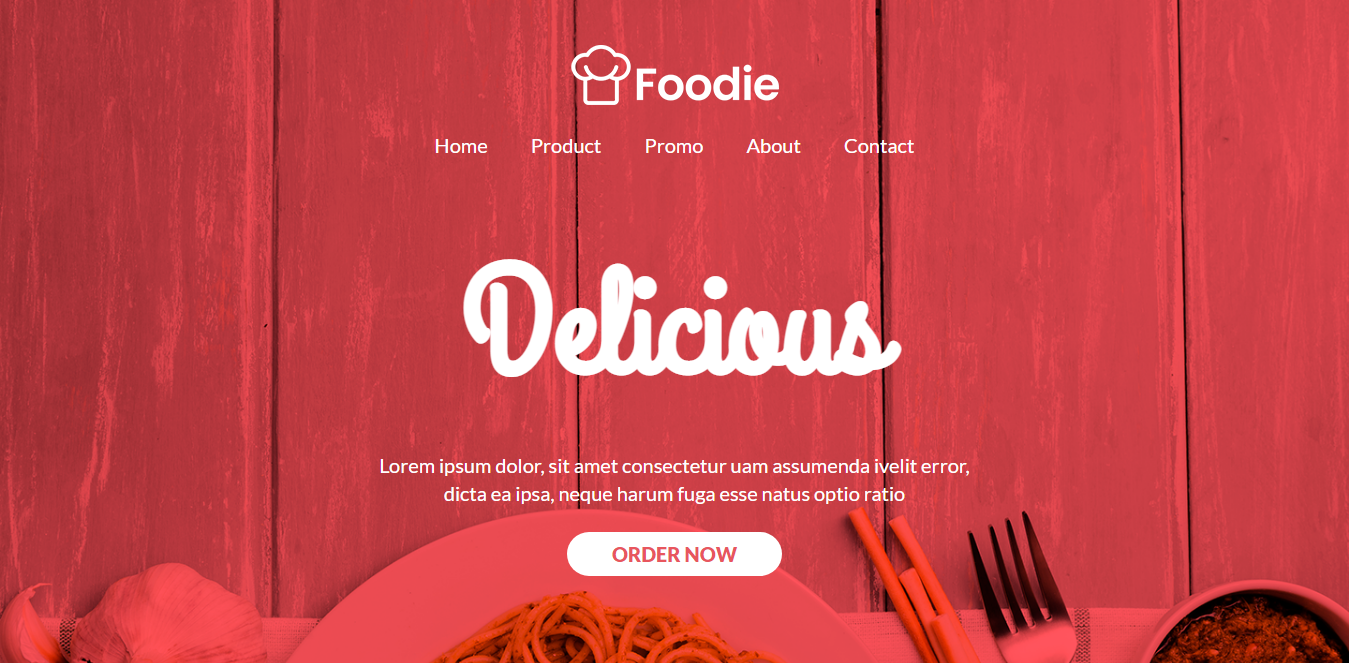 Foodie
Home Product Promo About Contact
Delicious
Lorem ipsum dolor, sit amet consectetur uam assumenda ivelit error,
dicta ea ipsa, neque harum fuga esse natus optio ratio
ORDER NOW